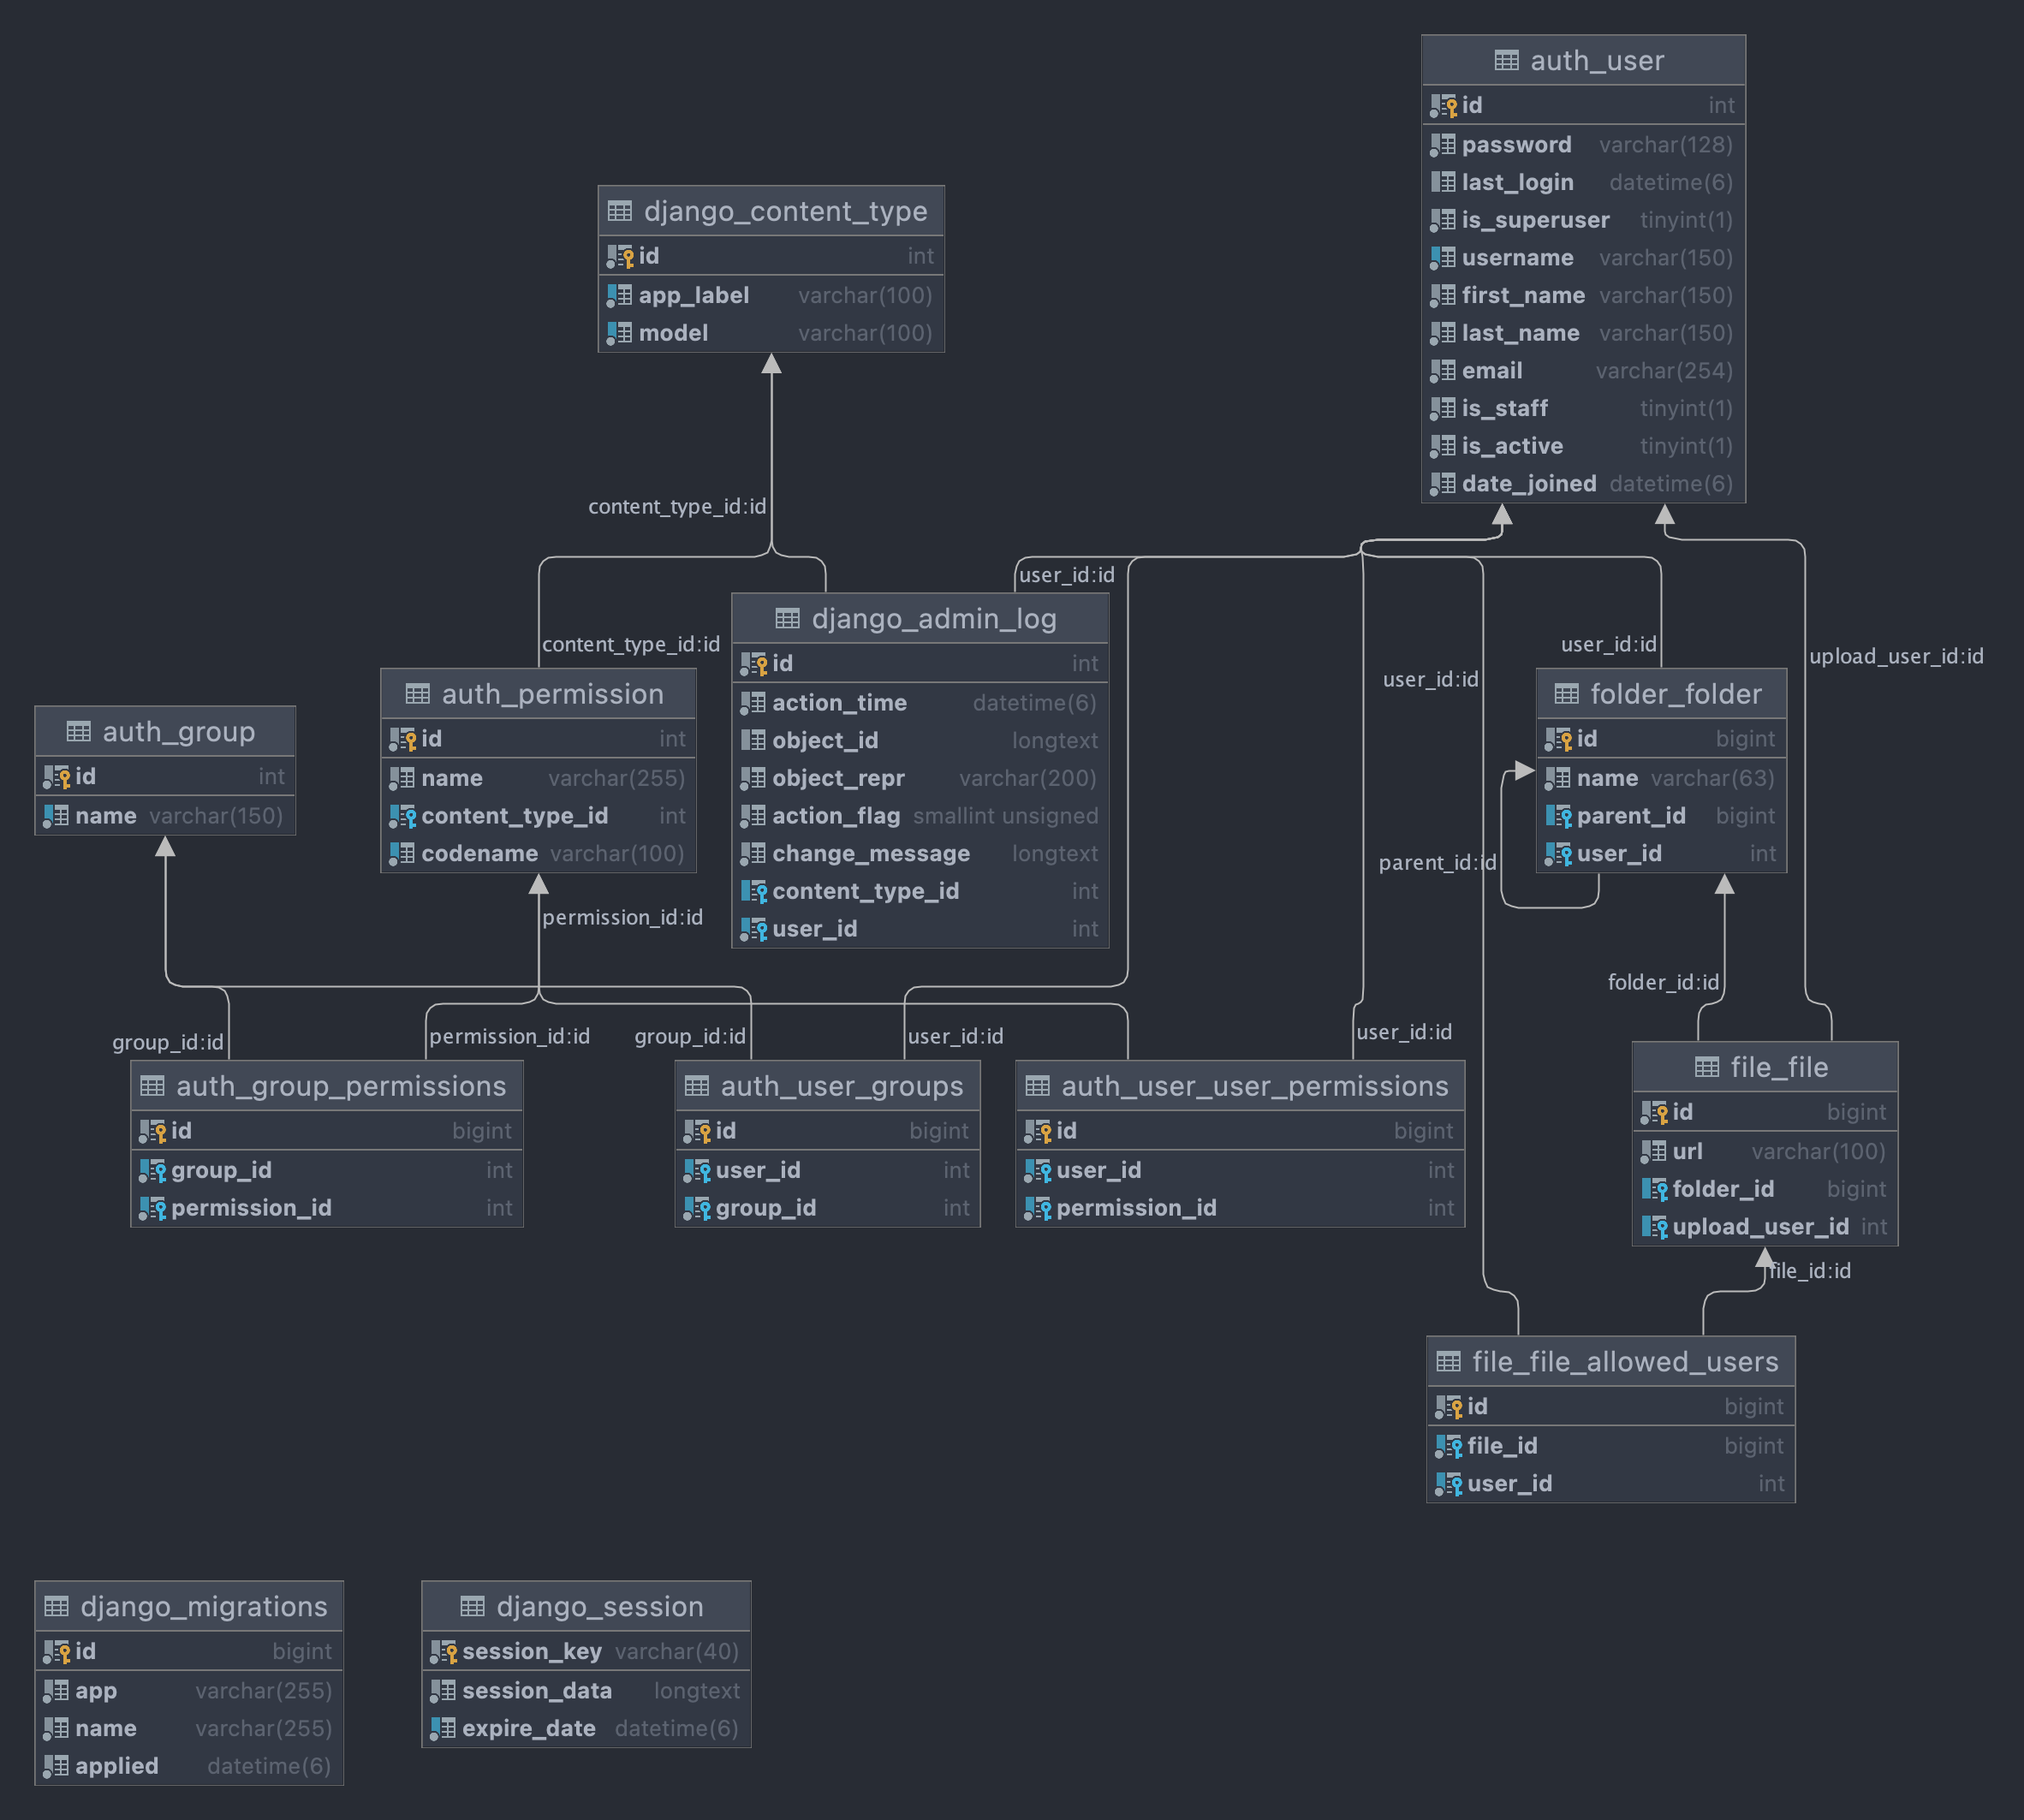 auth_user
id int
password varchar(128)
last_login datetime(6)
is_superuser tinyint(1)
username varchar(150)
first_name varchar(150)
last_name varchar(150)
email varchar(254)
is_staff tinyint(1)
is_active tinyint(1)
date_joined datetime(6)
django_content_type
id int
app_label varchar(100)
model varchar(100)
content_type_id:id
content_type_id:id
user_id:id
user_id:id
user_id:id
upload_user_id:id
django_admin_log
id int
action_time datetime(6)
object_id longtext
object_repr varchar(200)
action_flag smallint unsigned
change_message longtext
content_type_id int
user_id int
auth_permission
id int
name varchar(255)
content_type_id int
codename varchar(100)
auth_group
id int
name varchar(150)
folder_folder
id bigint
name varchar(63)
parent_id bigint
user_id int
parent_id:id
permission_id:id
folder_id:id
group_id:id
permission_id:id
group_id:id
user_id:id
user_id:id
auth_group_permissions
id bigint
group_id int
permission_id int
auth_user_groups
id bigint
user_id int
group_id int
auth_user_user_permissions
id bigint
user_id int
permission_id int
file_file
id bigint
url varchar(100)
folder_id bigint
upload_user_id int
file_id:id
file_file_allowed_users
id bigint
file_id bigint
user_id int
django_migrations
id bigint
app varchar(255)
name varchar(255)
applied datetime(6)
django_session
session_key varchar(40)
session_data longtext
expire_date datetime(6)